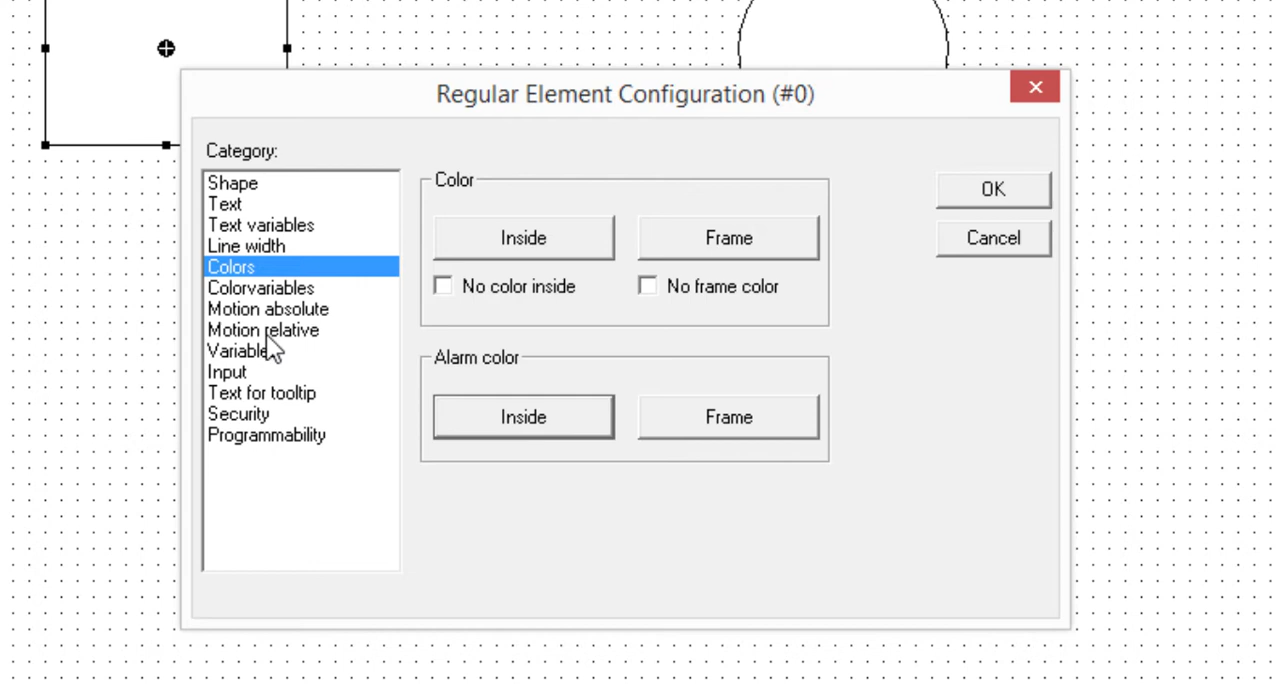 Regular Element Configuration (#0)
Category:
Shape
Text
Text variables
Line width
Colors
Colorvariables
Motion absolute
Motion relative
Variables
Input
Text for tooltip
Security
Programmability
Color
Inside
Frame
No color inside
No frame color
Alarm color
Inside
Frame
OK
Cancel